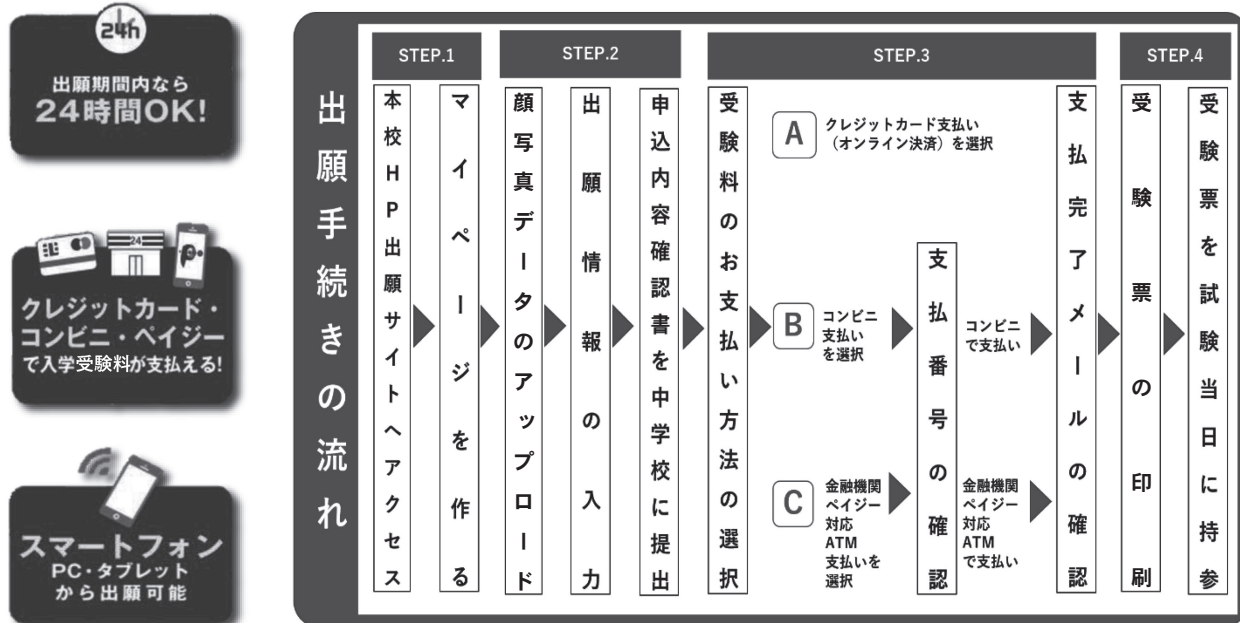 24h
出願期間内なら
24時間OK!
24
クレジットカード・
コンビニ・ペイジー
で入学受験料が支払える!
スマートフォン
PC・タブレット
から出願可能
出願手続きの流れ
STEP.1
本校HP出願サイトへアクセス
マイページを作る
STEP.2
顔写真データのアップロード
出願情報の入力
申込内容確認書を中学校に提出
STEP.3
受験料のお支払い方法の選択
A
クレジットカード支払い
(オンライン決済)を選択
B
コンビニ
支払い
を選択
C
金融機関
ペイジー
対応
ATM
支払いを
選択
支払番号の確認
コンビニ
で支払い
金融機関
ペイジー
対応
ATM
で支払い
支払完了メールの確認
STEP.4
受験票の印刷
受験票を試験当日に持参